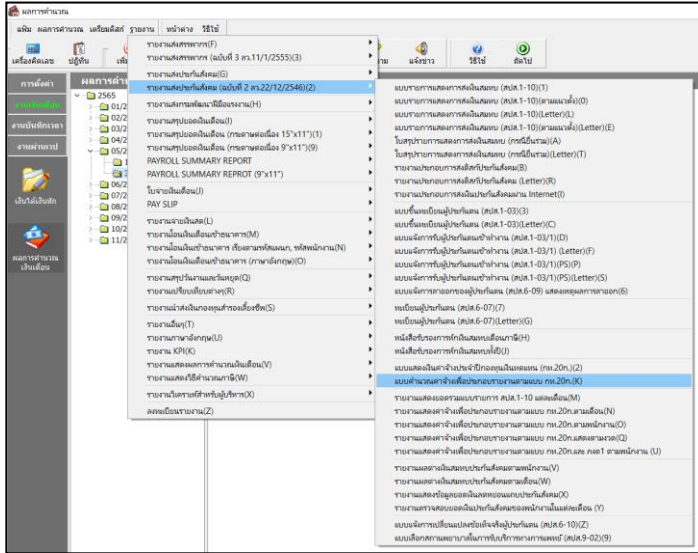 ผลการคำนวณ
แฟ้ม ผลการคำนวณ เตรียมดิสก์ รายงาน หน้าต่าง วิธีใช้
เครื่องคิดเลข ปฏิทิน แจ้งข่าว วิธีใช้ ถัดไป
การตั้งค่า
งานเงินเดือน
งานบันทึกเวลา
งานผ่านเวป
เงินได้เงินหัก
ผลการคำนวณ
เงินเดือน
2565
01/2
02/2
03/2
04/2
05/2
06/2
07/2
08/2
09/2
10/2
11/2
รายงานส่งสรรพากร(F)
รายงานส่งสรรพากร (ฉบับที่ 3 ลว.11/1/2555)(3)
รายงานส่งประกันสังคม(G)
รายงานส่งประกันสังคม (ฉบับที่ 2 ลว.22/12/2546)(2)
รายงานส่งกรมพัฒนาฝีมือแรงงาน(H)
รายงานสรุปยอดเงินเดือน(I)
รายงานสรุปยอดเงินเดือน (กระดาษต่อเนื่อง 15"x11")(1)
รายงานสรุปยอดเงินเดือน (กระดาษต่อเนื่อง 9"x11")(9)
PAYROLL SUMMARY REPORT
PAYROLL SUMMARY REPROT (9"x11")
ใบจ่ายเงินเดือน(J)
PAY SLIP
รายงานจ่ายเงินสด(L)
รายงานโอนเงินเดือนเข้าธนาคาร(M)
รายงานโอนเงินเดือนเข้าธนาคาร เรียงตามรหัสแผนก, รหัสพนักงาน(N)
รายงานโอนเงินเดือนเข้าธนาคาร (ภาษาอังกฤษ)(O)
รายงานสรุปวันงานและวันหยุด(Q)
รายงานเปรียบเทียบต่างๆ(R)
รายงานนำส่งเงินกองทุนสำรองเลี้ยงชีพ(S)
รายงานอื่นๆ(T)
รายงานภาษาอังกฤษ(U)
รายงาน KPI(K)
รายงานแสดงผลการคำนวณเงินเดือน(V)
รายงานแสดงวิธีคำนวณภาษี(W)
รายงานวิเคราะห์สำหรับผู้บริหาร(X)
ลงทะเบียนรายงาน(Z)
แบบรายการแสดงการส่งเงินสมทบ (สปส.1-10)(1)
แบบรายการแสดงการส่งเงินสมทบ (สปส.1-10)(ตามแนวตั้ง)(0)
แบบรายการแสดงการส่งเงินสมทบ (สปส.1-10)(Letter)(L)
แบบรายการแสดงการส่งเงินสมทบ (สปส.1-10)(ตามแนวตั้ง)(Letter)(E)
ใบสรุปรายการแสดงการส่งเงินสมทบ (กรณียื่นรวม)(A)
ใบสรุปรายการแสดงการส่งเงินสมทบ (กรณียื่นรวม)(Letter)(T)
รายงานประกอบการส่งดิสก์ประกันสังคม(B)
รายงานประกอบการส่งดิสก์ประกันสังคม (Letter)(R)
รายงานประกอบการส่งเงินประกันสังคมผ่าน Internet(I)
แบบขึ้นทะเบียนผู้ประกันตน (สปส.1-03)(3)
แบบขึ้นทะเบียนผู้ประกันตน (สปส.1-03)(Letter)(C)
แบบแจ้งการรับผู้ประกันตนเข้าทำงาน (สปส.1-03/1)(D)
แบบแจ้งการรับผู้ประกันตนเข้าทำงาน (สปส.1-03/1) (Letter)(F)
แบบแจ้งการรับผู้ประกันตนเข้าทำงาน (สปส.1-03/1)(PS)(P)
แบบแจ้งการรับผู้ประกันตนเข้าทำงาน (สปส.1-03/1)(PS)(Letter)(S)
แบบแจ้งการลาออกของผู้ประกันตน (สปส.6-09) แสดงเหตุผลการลาออก(6)
ทะเบียนผู้ประกันตน (สปส.6-07)(7)
ทะเบียนผู้ประกันตน (สปส.6-07)(Letter)(G)
หนังสือรับรองการหักเงินสมทบเดือนภาษี(H)
หนังสือรับรองการหักเงินสมทบทั้งปี(J)
แบบแสดงเงินค่าจ้างประจำปีกองทุนเงินทดแทน (กท.20ก.)(2)
แบบคำนวณค่าจ้างเพื่อประกอบรายงานตามแบบ กท.20ก.(K)
รายงานแสดงยอดรวมแบบรายการ สปส.1-10 แต่ละเดือน(M)
รายงานแสดงค่าจ้างเพื่อประกอบรายงานตามแบบ กท.20ก.ตามเดือน(N)
รายงานแสดงค่าจ้างเพื่อประกอบรายงานตามแบบ กท.20ก.ตามพนักงาน(O)
รายงานแสดงค่าจ้างเพื่อประกอบรายงานตามแบบ กท.20ก.แสดงตามงวด(Q)
รายงานแสดงค่าจ้างเพื่อประกอบรายงานตามแบบ กท.20ก.และ ภงด1 ตามพนักงาน (U)
รายงานผลต่างเงินสมทบประกันสังคมตามพนักงาน(V)
รายงานผลต่างเงินสมทบประกันสังคมตามเดือน(W)
รายงานแสดงข้อมูลยอดเงินลดหย่อนแถบประกันสังคม(X)
รายงานตรวจสอบยอดเงินประกันสังคมของพนักงานในแต่ละเดือน (Y)
แบบแจ้งการเปลี่ยนแปลงข้อเท็จจริงผู้ประกันตน (สปส.6-10)(Z)
แบบเลือกสถานพยาบาลในการรับบริการทางการแพทย์ (สปส.9-02)(9)